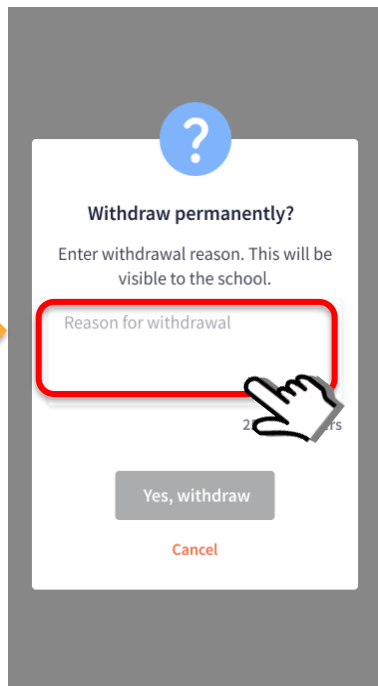 ?
Withdraw permanently?
Enter withdrawal reason. This will be
visible to the school.
Reason for withdrawal
Yes, withdraw
Cancel